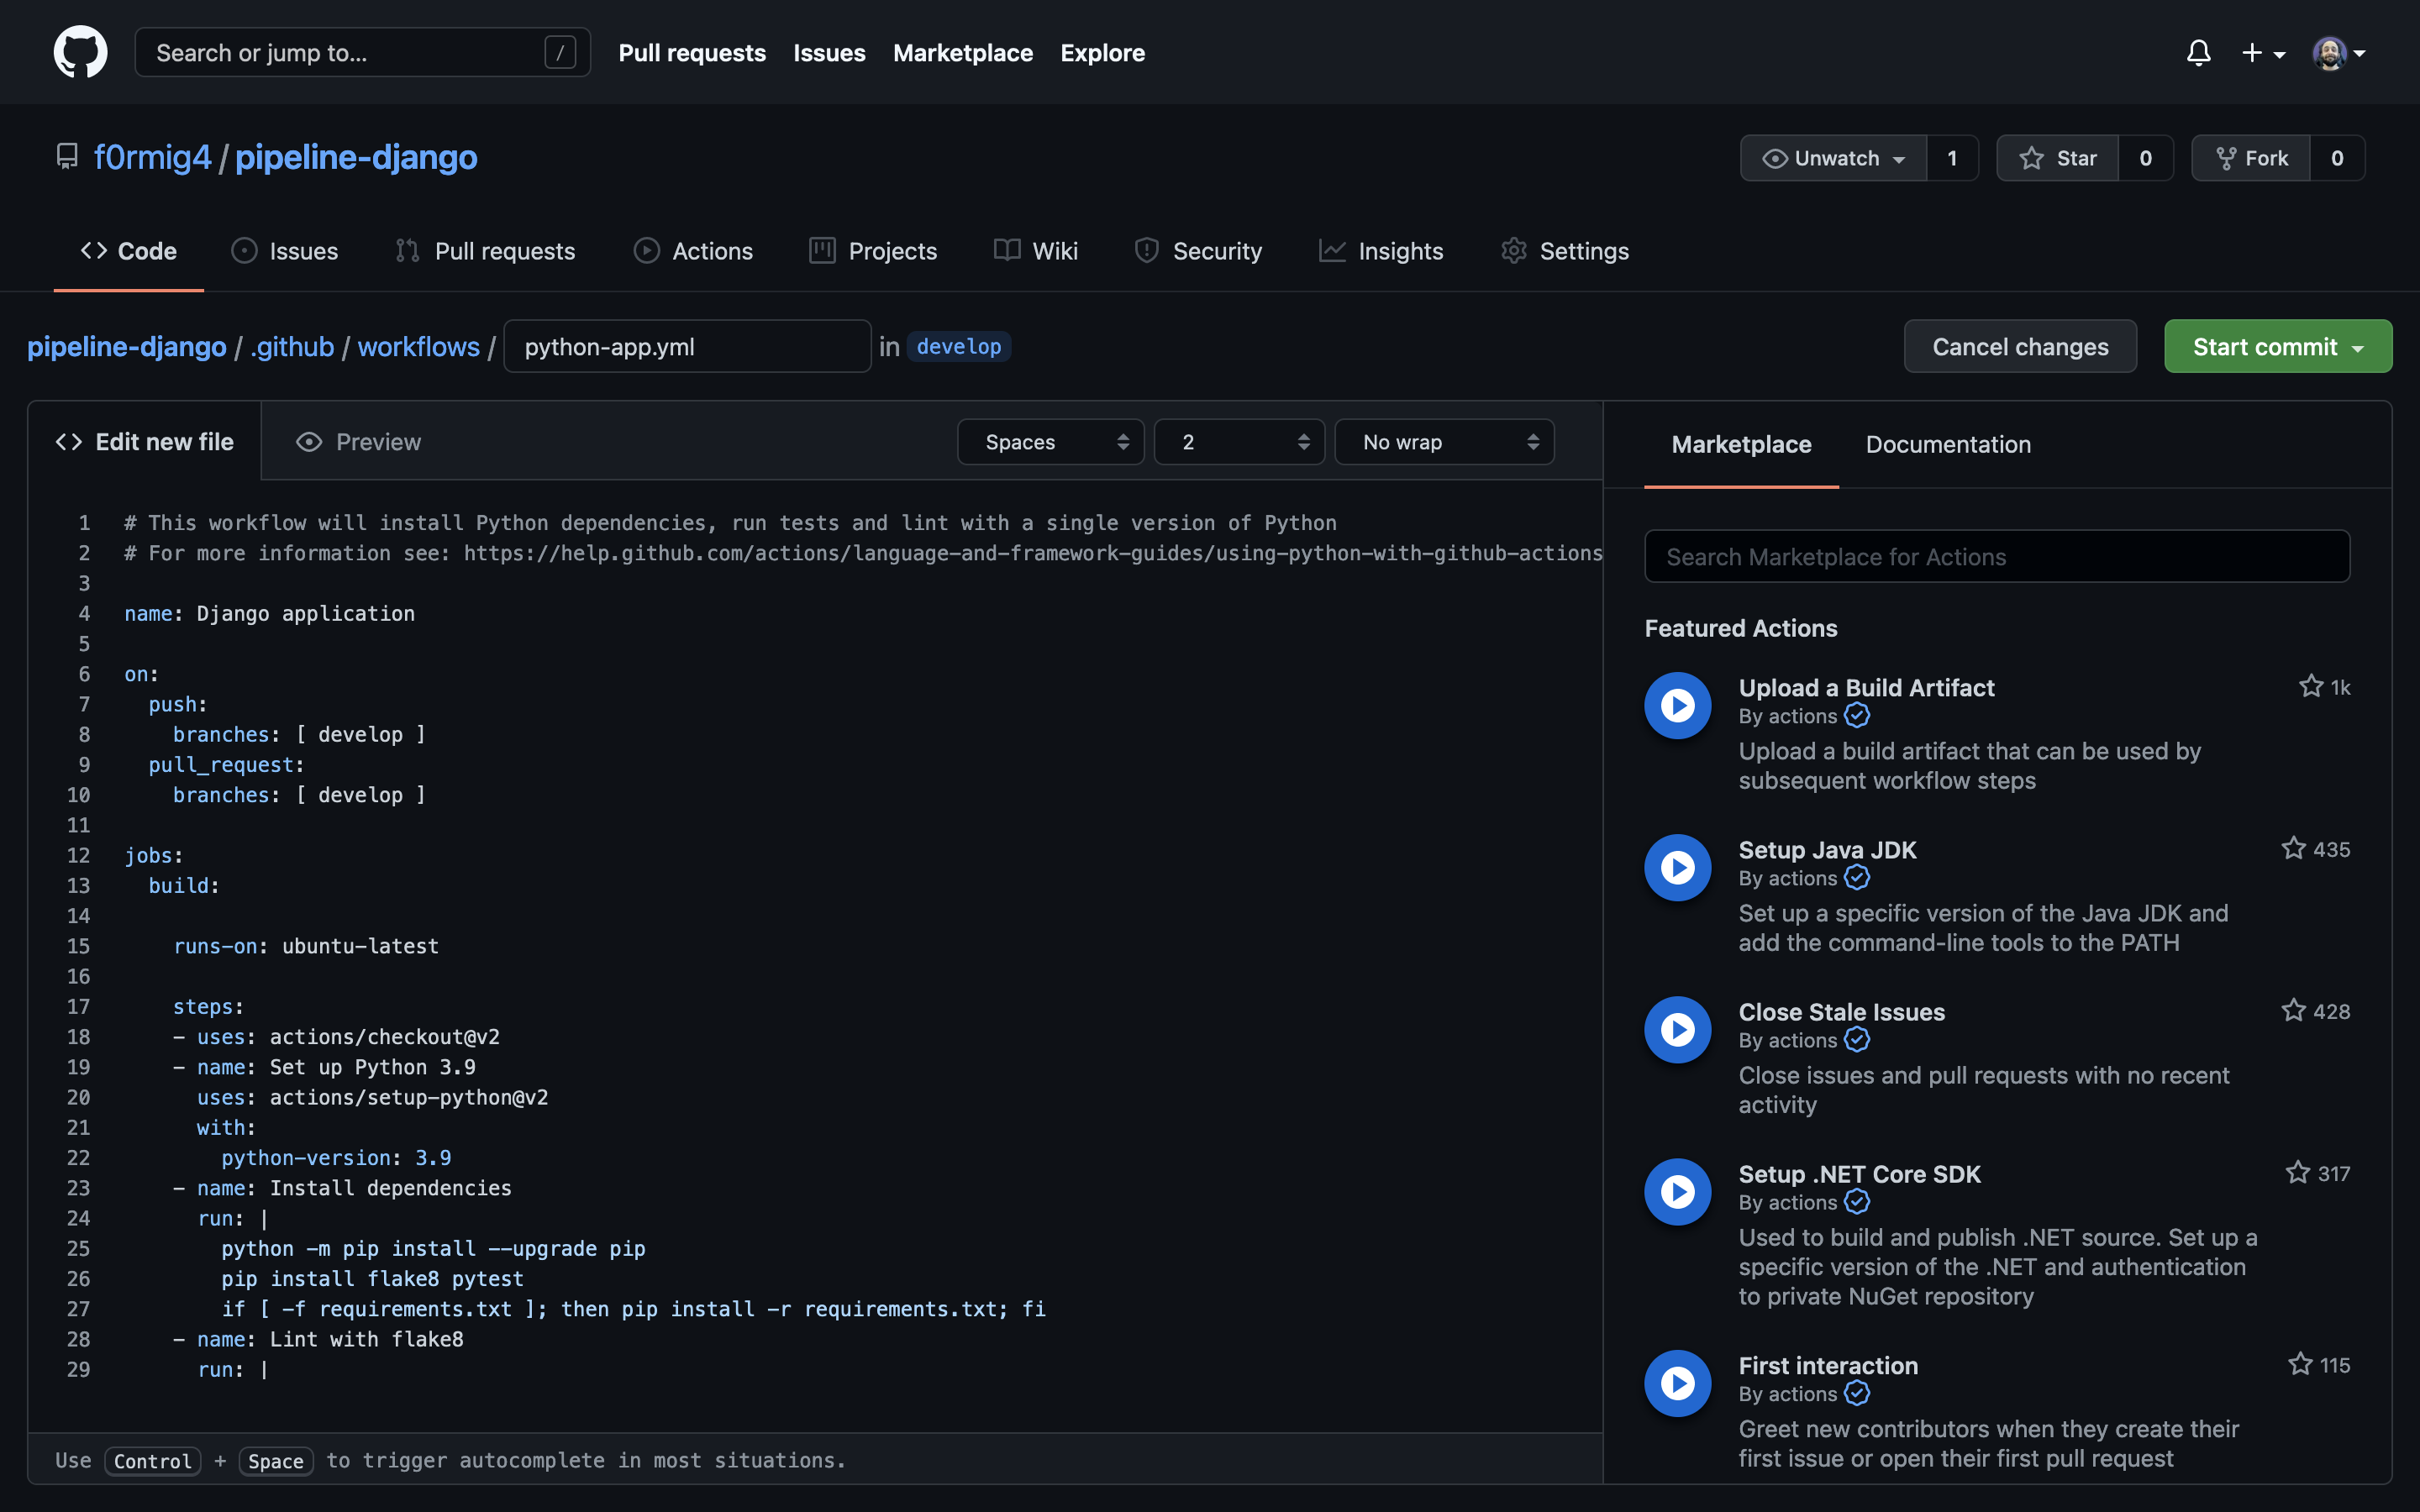 Search or jump to... /
Pull requests Issues Marketplace Explore
f0rmig4 / pipeline-django
Unwatch 1 Star 0 Fork 0
Code Issues Pull requests Actions Projects Wiki Security Insights Settings
pipeline-django / .github / workflows / python-app.yml in develop
Cancel changes Start commit
Edit new file Preview Spaces 2 No wrap
1 # This workflow will install Python dependencies, run tests and lint with a single version of Python
2 # For more information see: https://help.github.com/actions/language-and-framework-guides/using-python-with-github-actions
3
4 name: Django application
5
6 on:
7   push:
8     branches: [ develop ]
9   pull_request:
10     branches: [ develop ]
11
12 jobs:
13   build:
14
15     runs-on: ubuntu-latest
16
17     steps:
18     - uses: actions/checkout@v2
19     - name: Set up Python 3.9
20       uses: actions/setup-python@v2
21       with:
22         python-version: 3.9
23     - name: Install dependencies
24       run: |
25         python -m pip install --upgrade pip
26         pip install flake8 pytest
27         if [ -f requirements.txt ]; then pip install -r requirements.txt; fi
28     - name: Lint with flake8
29       run: |
Use Control + Space to trigger autocomplete in most situations.
Marketplace Documentation
Search Marketplace for Actions
Featured Actions
Upload a Build Artifact 1k
By actions
Upload a build artifact that can be used by
subsequent workflow steps
Setup Java JDK 435
By actions
Set up a specific version of the Java JDK and
add the command-line tools to the PATH
Close Stale Issues 428
By actions
Close issues and pull requests with no recent
activity
Setup .NET Core SDK 317
By actions
Used to build and publish .NET source. Set up a
specific version of the .NET and authentication
to private NuGet repository
First interaction 115
By actions
Greet new contributors when they create their
first issue or open their first pull request